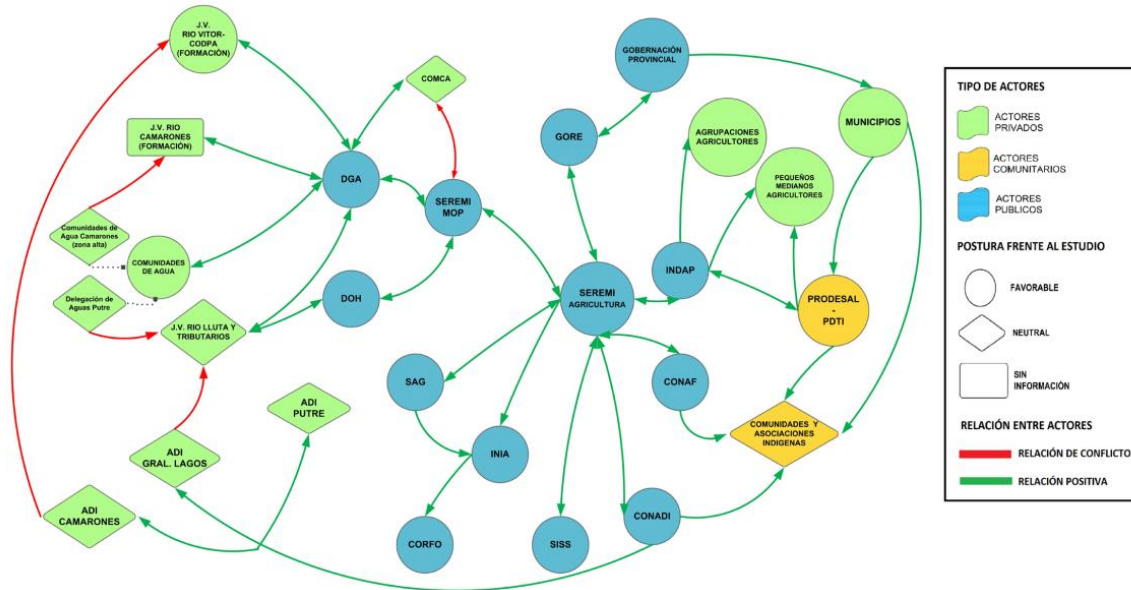 J.V.
RIO VITOR-
CODPA
(FORMACIÓN)
COMCA
GOBERNACIÓN
PROVINCIAL
MUNICIPIOS
J.V. RIO
CAMARONES
(FORMACIÓN)
GORE
AGRUPACIONES
AGRICULTORES
DGA
PEQUEÑOS
MEDIANOS
AGRICULTORES
SEREMI
MOP
Comunidades de
Agua Camarones
(zona alta)
COMUNIDADES
DE AGUA
Delegación de
Aguas Putre
J.V. RIO LLUTA Y
TRIBUTARIOS
DOH
SEREMI
AGRICULTURA
INDAP
PRODESAL
-
PDTI
SAG
CONAF
ADI
PUTRE
COMUNIDADES Y
ASOCIACIONES
INDIGENAS
ADI
GRAL. LAGOS
INIA
ADI
CAMARONES
CORFO
SISS
CONADI
TIPO DE ACTORES
ACTORES
PRIVADOS
ACTORES
COMUNITARIOS
ACTORES
PUBLICOS
POSTURA FRENTE AL ESTUDIO
FAVORABLE
NEUTRAL
SIN
INFORMACIÓN
RELACIÓN ENTRE ACTORES
RELACIÓN DE CONFLICTO
RELACIÓN POSITIVA